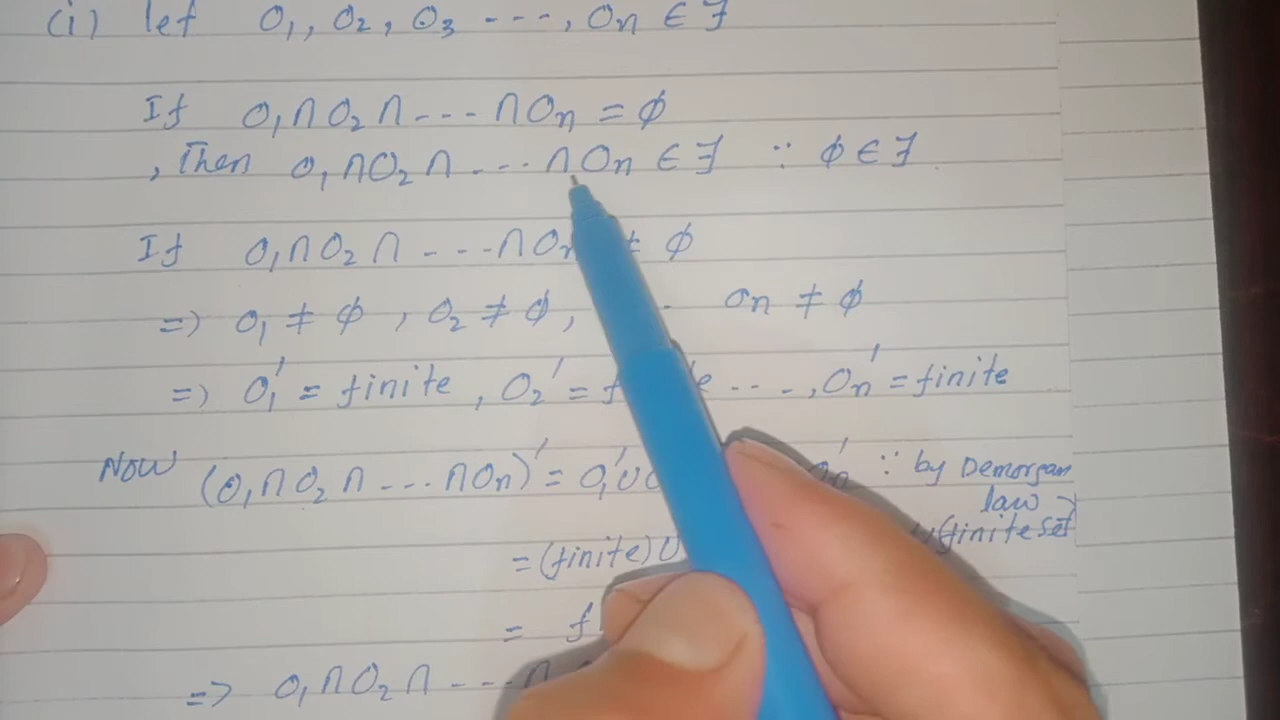 (i) let O₁, O₂, O₃ ---, Oₙ ∈ ℑ
If O₁∩O₂∩---∩Oₙ = ϕ
, Then O₁∩O₂∩---∩Oₙ ∈ ℑ ∵ ϕ ∈ ℑ
If O₁∩O₂∩---∩Oₙ ≠ ϕ
=> O₁ ≠ ϕ , O₂ ≠ ϕ, Oₙ ≠ ϕ
=> O₁' = finite , O₂' = ---, Oₙ' = finite
Now (O₁∩O₂∩---∩Oₙ)' = O₁'∪ Oₙ' ∵ by Demorgan
law
= (finite)∪ (finite set
=
=> O₁∩O₂∩---∩